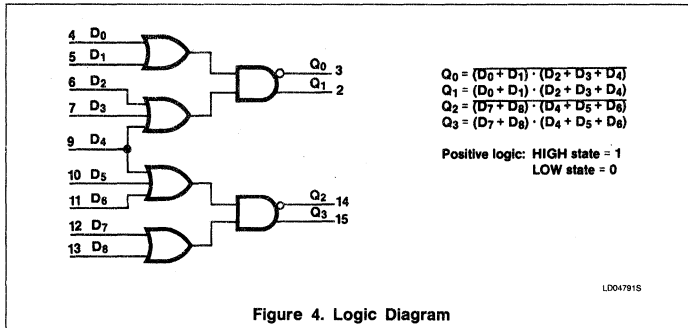 4 D0
5 D1
6 D2
7 D3
9 D4
10 D5
11 D6
12 D7
13 D8
Q0 3
Q1 2
Q2 14
Q3 15
Q0 = (D0 + D1) · (D2 + D3 + D4)
Q1 = (D0 + D1) · (D2 + D3 + D4)
Q2 = (D7 + D8) · (D4 + D5 + D6)
Q3 = (D7 + D8) · (D4 + D5 + D6)
Positive logic: HIGH state = 1
LOW state = 0
LD04791S
Figure 4. Logic Diagram